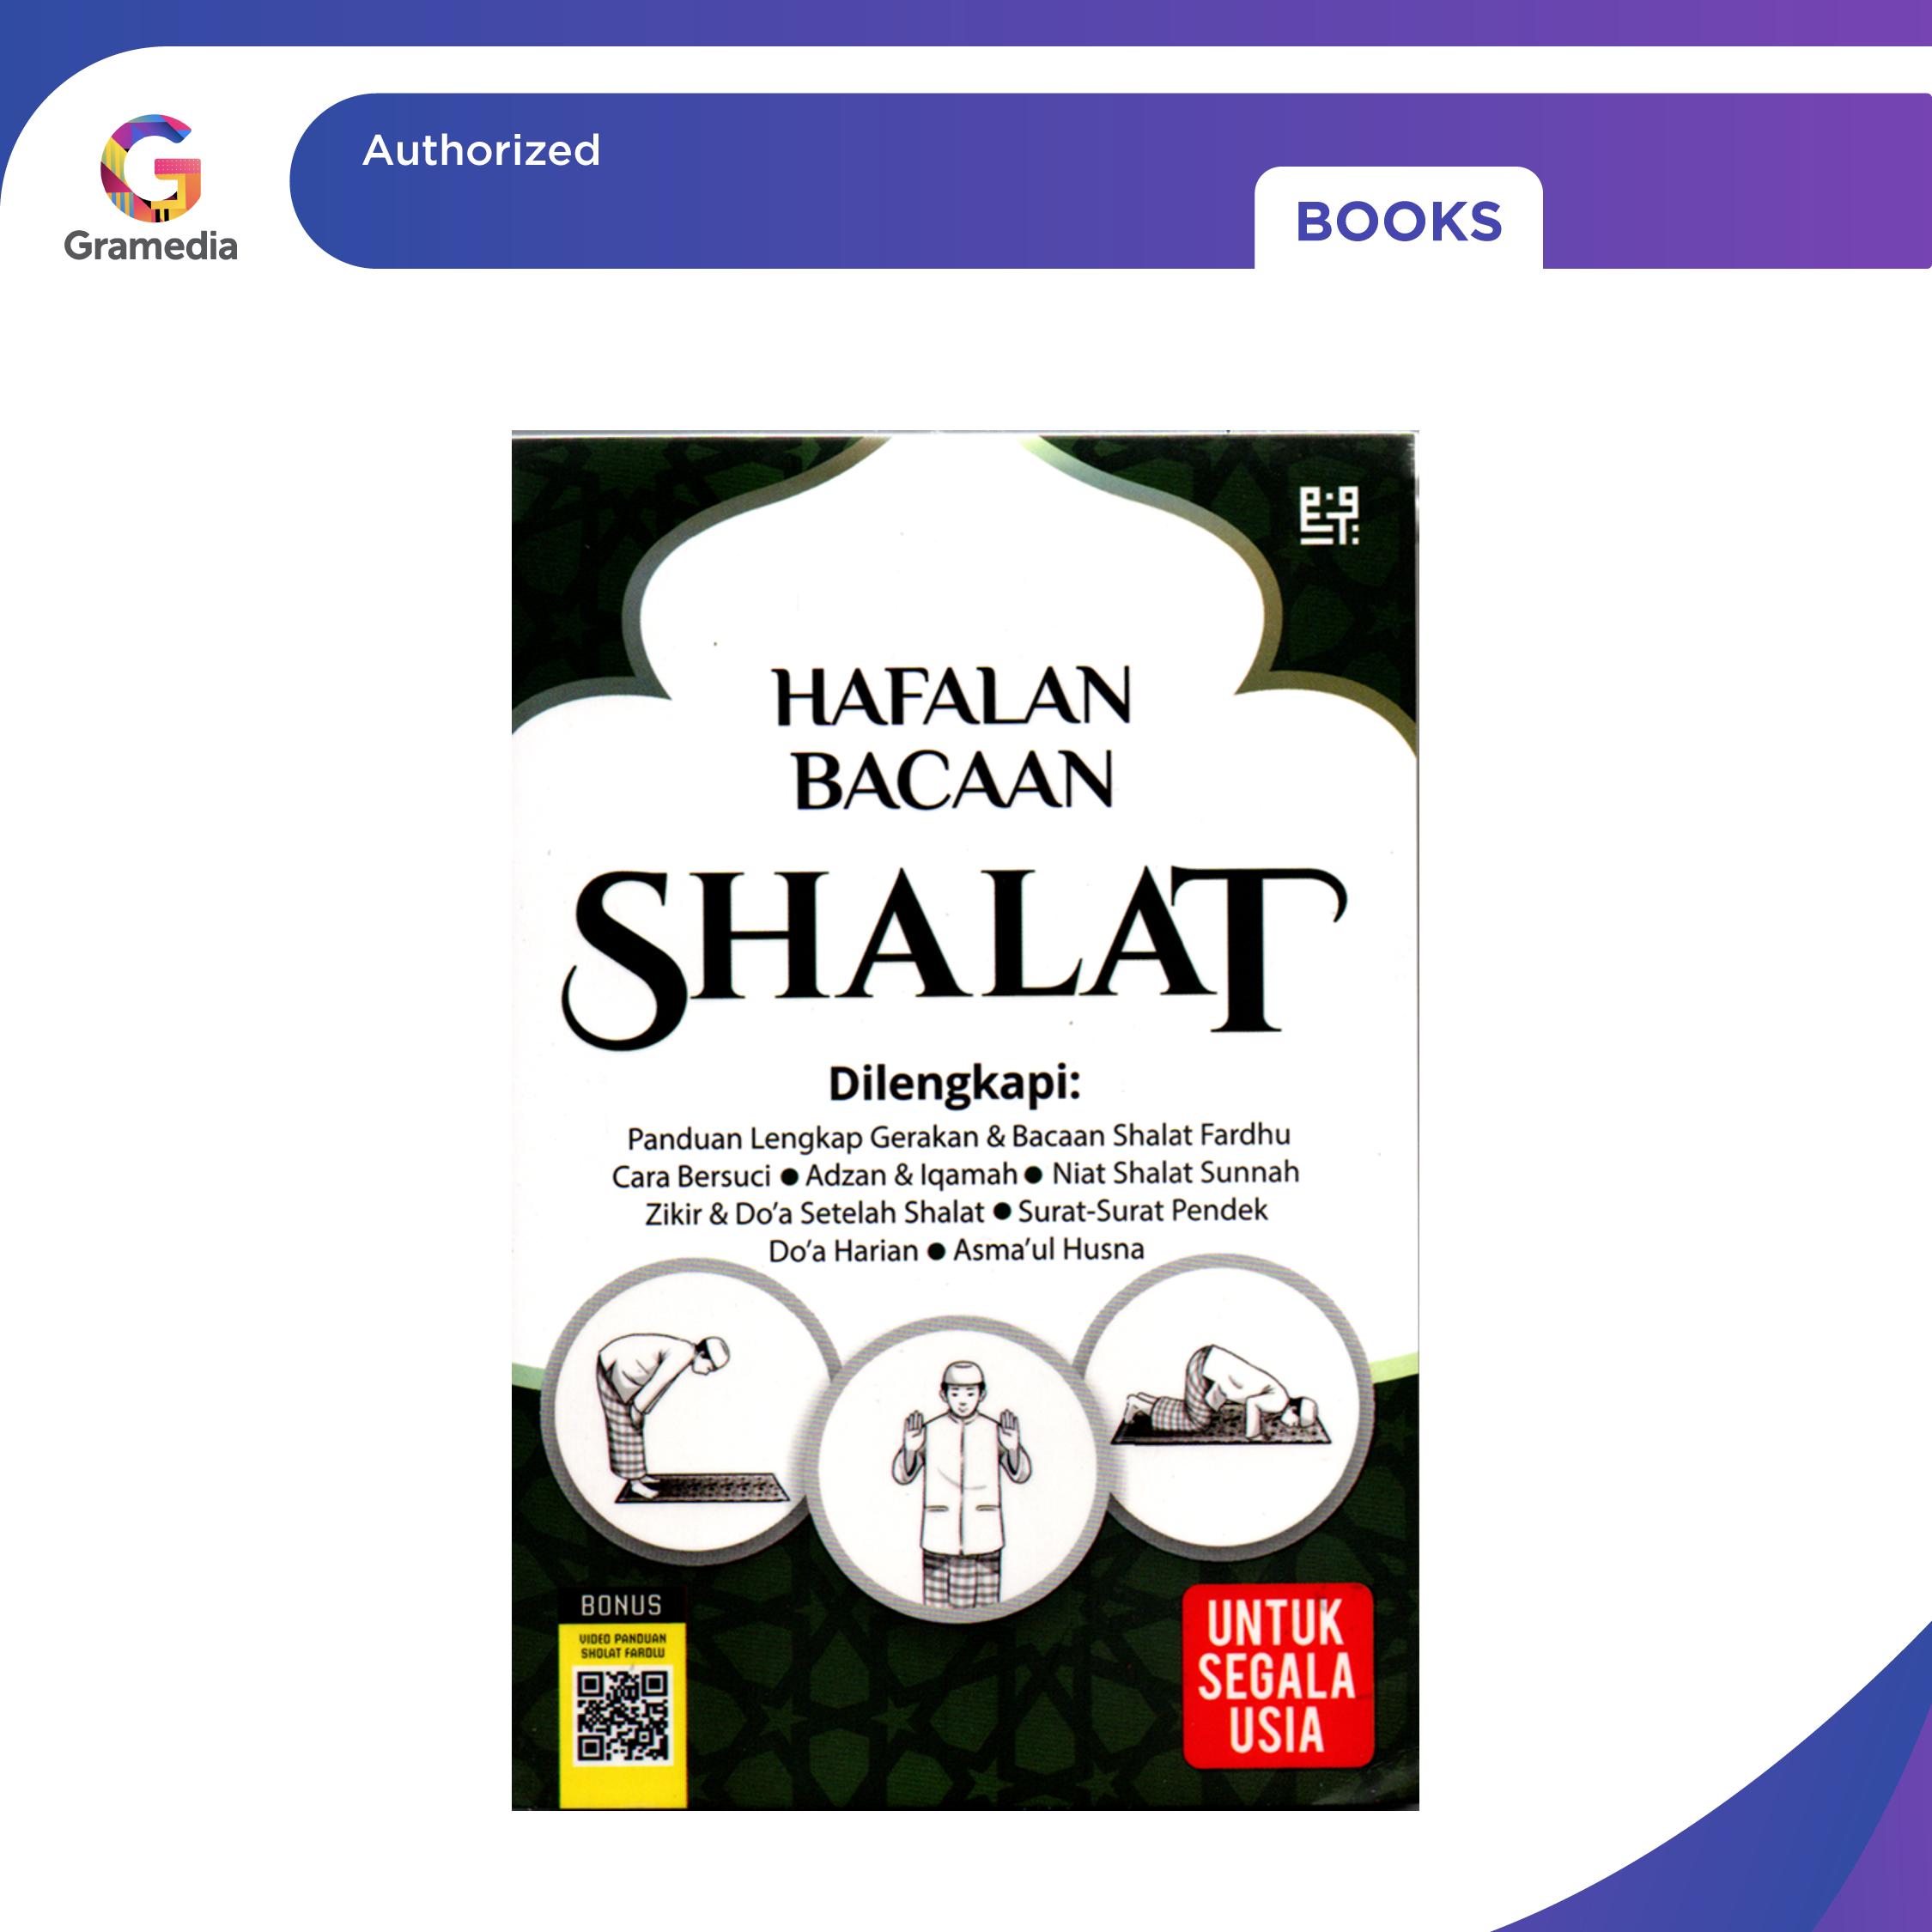 Gramedia
Authorized
BOOKS
HAFALAN
BACAAN
SHALAT
Dilengkapi:
Panduan Lengkap Gerakan & Bacaan Shalat Fardhu
Cara Bersuci ● Adzan & Iqamah ● Niat Shalat Sunnah
Zikir & Do'a Setelah Shalat ● Surat-Surat Pendek
Do'a Harian ● Asma'ul Husna
BONUS
VIDEO PANDUAN
SHOLAT FARDLU
UNTUK
SEGALA
USIA